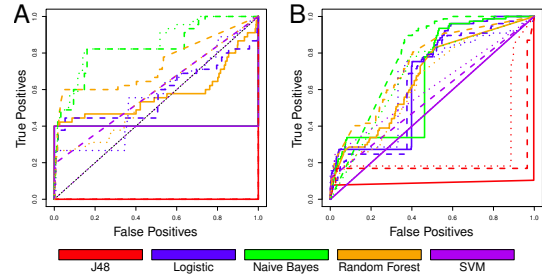 A
B
True Positives
1.0
0.8
0.6
0.4
0.2
0.0
0.0 0.2 0.4 0.6 0.8 1.0
False Positives
True Positives
1.0
0.8
0.6
0.4
0.2
0.0
0.0 0.2 0.4 0.6 0.8 1.0
False Positives
J48 Logistic Naive Bayes Random Forest SVM